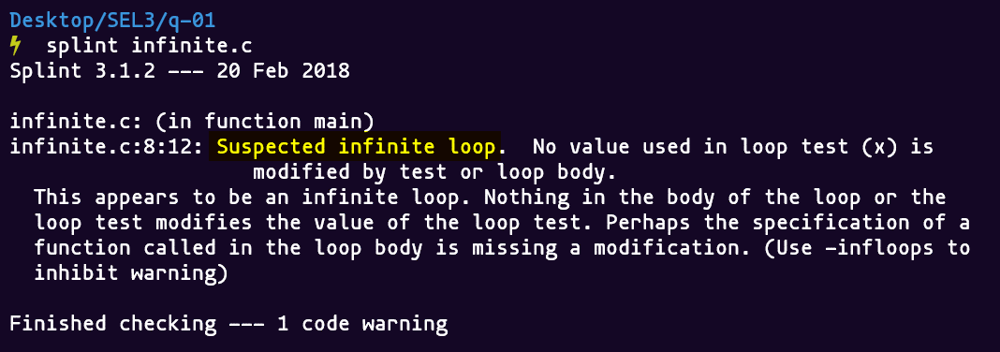 Desktop/SEL3/q-01
⚡ splint infinite.c
Splint 3.1.2 --- 20 Feb 2018
infinite.c: (in function main)
infinite.c:8:12: Suspected infinite loop.  No value used in loop test (x) is
modified by test or loop body.
This appears to be an infinite loop. Nothing in the body of the loop or the
loop test modifies the value of the loop test. Perhaps the specification of a
function called in the loop body is missing a modification. (Use -infloops to
inhibit warning)
Finished checking --- 1 code warning